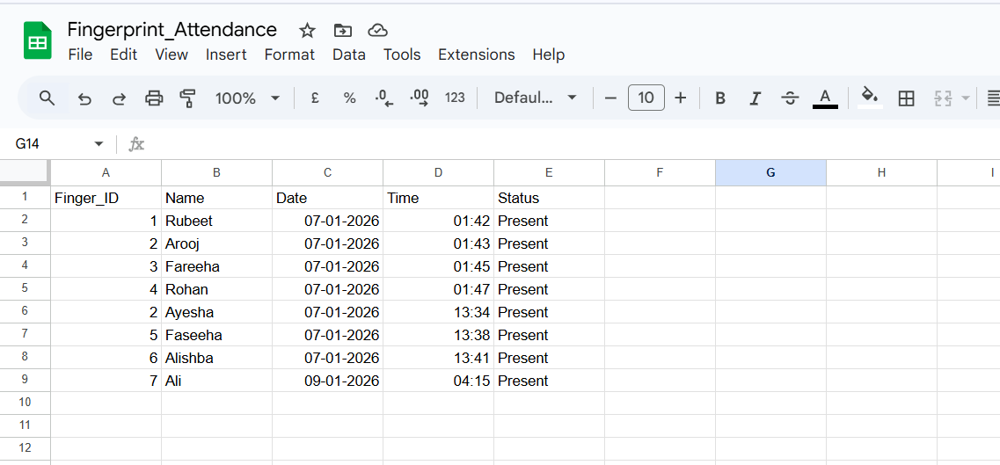 Fingerprint_Attendance
File Edit View Insert Format Data Tools Extensions Help
100% £ % .0 .00 123 Defaul... − 10 + B I S A
G14 fx
A B C D E F G H I
1 Finger_ID Name Date Time Status
2 1 Rubeet 07-01-2026 01:42 Present
3 2 Arooj 07-01-2026 01:43 Present
4 3 Fareeha 07-01-2026 01:45 Present
5 4 Rohan 07-01-2026 01:47 Present
6 2 Ayesha 07-01-2026 13:34 Present
7 5 Faseeha 07-01-2026 13:38 Present
8 6 Alishba 07-01-2026 13:41 Present
9 7 Ali 09-01-2026 04:15 Present
10
11
12